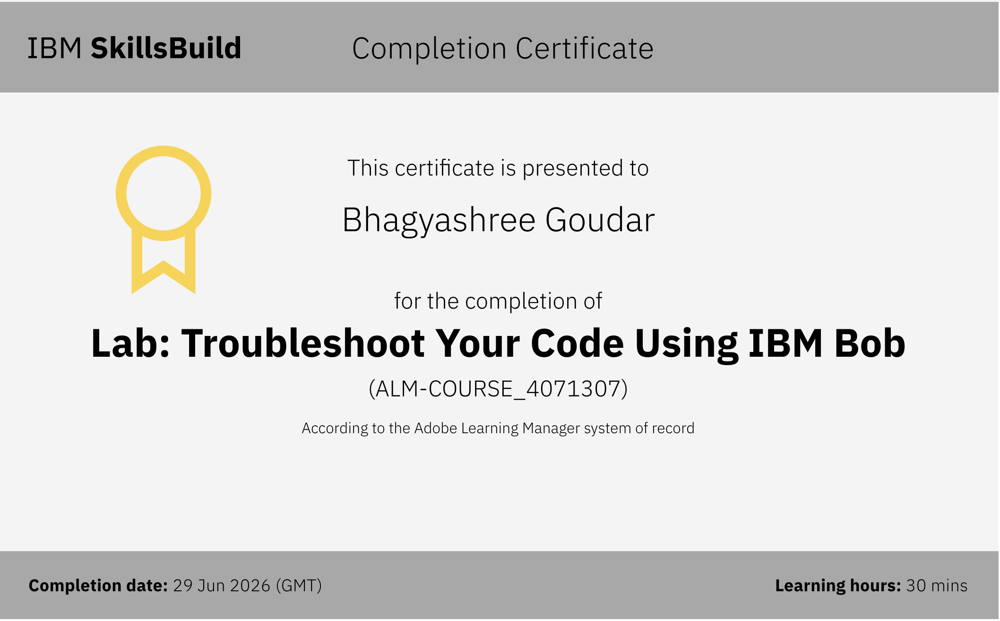 IBM SkillsBuild
Completion Certificate
This certificate is presented to
Bhagyashree Goudar
for the completion of
Lab: Troubleshoot Your Code Using IBM Bob
(ALM-COURSE_4071307)
According to the Adobe Learning Manager system of record
Completion date: 29 Jun 2026 (GMT)
Learning hours: 30 mins